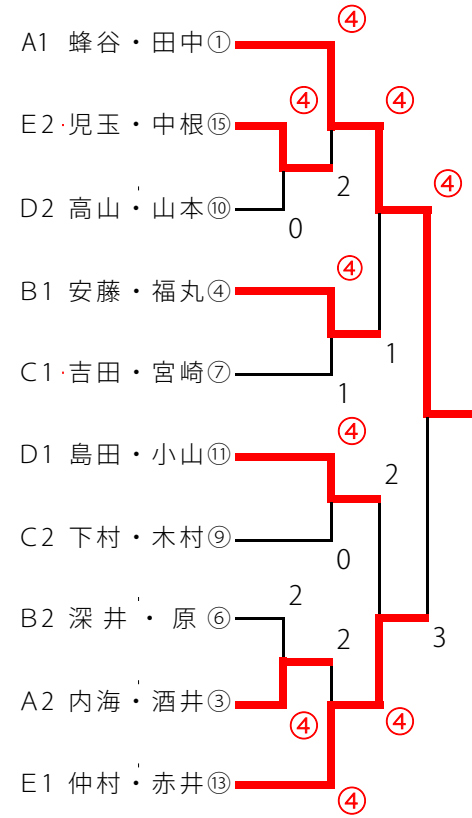 ④
A1 蜂谷・田中①
④ ④
E2・児玉・中根⑮
④
2
D2 高山・山本⑩
0
④
B1 安藤・福丸④
1
C1・吉田・宮崎⑦
1
④
D1 島田・小山⑪
2
C2 下村・木村⑨
0
2
B2 深井・原⑥
2
3
A2 内海・酒井③
④ ④
E1 仲村・赤井⑬
④